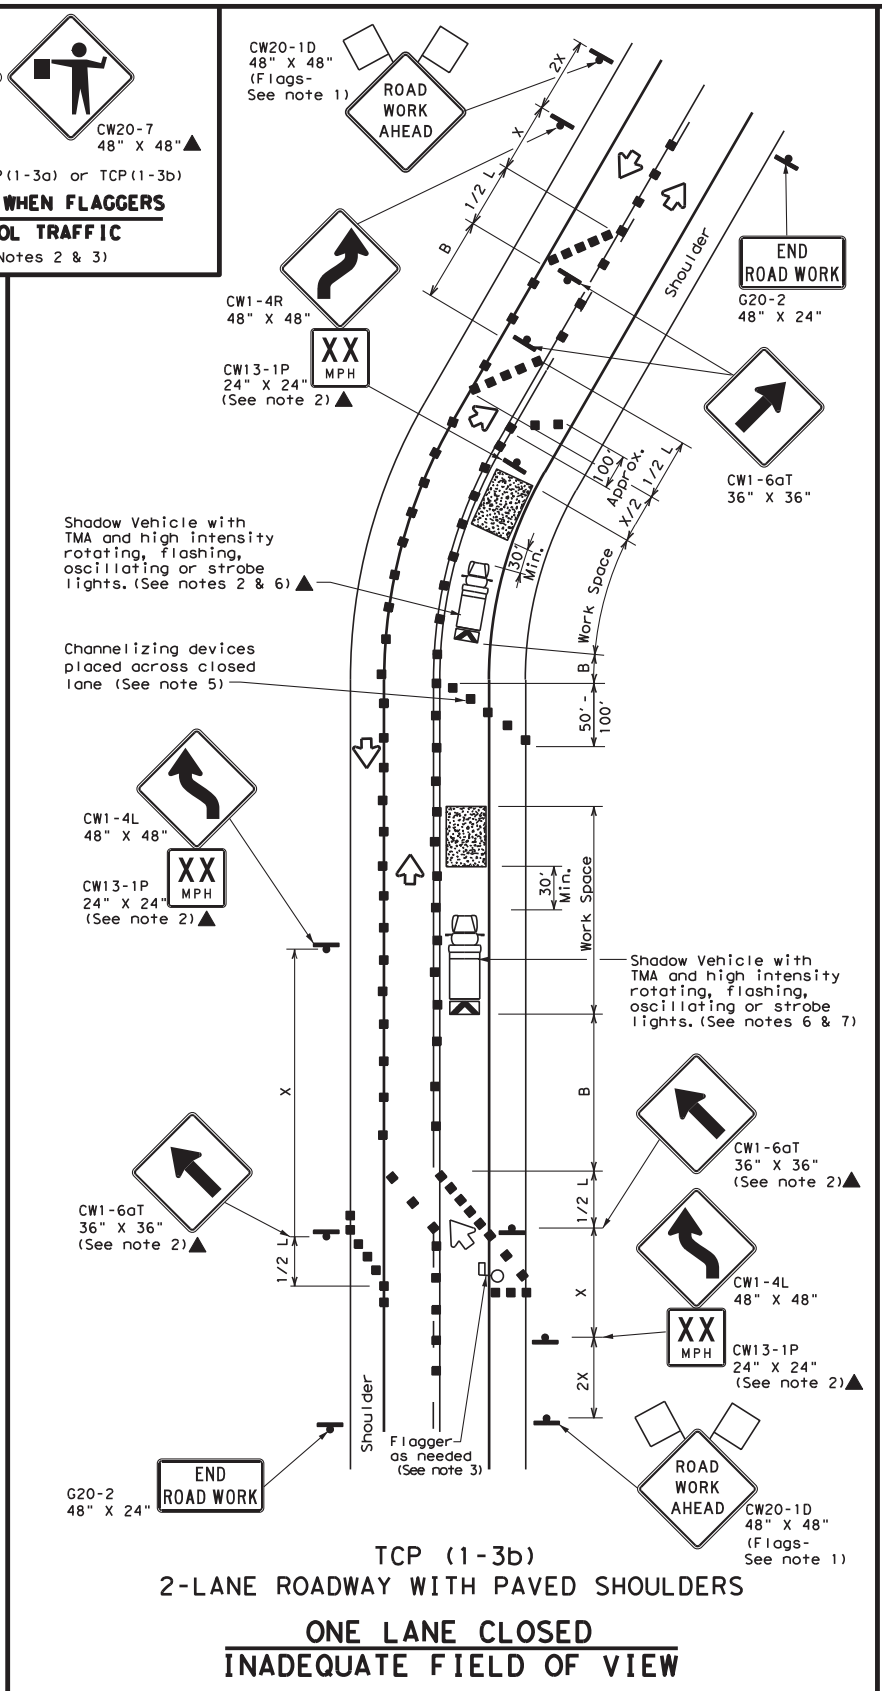 CW20-7
48" X 48"
(1-3a) or TCP(1-3b)
WHEN FLAGGERS
OL TRAFFIC
Notes 2 & 3)
CW20-1D
48" X 48"
(Flags-
See note 1)
ROAD
WORK
AHEAD
2X
X
1/2 L
B
CW1-4R
48" X 48"
XX
MPH
CW13-1P
24" X 24"
(See note 2)
Shoulder
END
ROAD WORK
G20-2
48" X 24"
CW1-6aT
36" X 36"
100'
Approx.
1/2 L
X/2
30'
Min.
Work Space
B
50' -
100'
Shadow Vehicle with
TMA and high intensity
rotating, flashing,
oscillating or strobe
lights. (See notes 2 & 6)
Channelizing devices
placed across closed
lane (See note 5)
CW1-4L
48" X 48"
XX
MPH
CW13-1P
24" X 24"
(See note 2)
30'
Min.
Work Space
Shadow Vehicle with
TMA and high intensity
rotating, flashing,
oscillating or strobe
lights. (See notes 6 & 7)
X
B
CW1-6aT
36" X 36"
(See note 2)
CW1-6aT
36" X 36"
(See note 2)
1/2 L
1/2 L
X
CW1-4L
48" X 48"
XX
MPH
CW13-1P
24" X 24"
(See note 2)
2X
Shoulder
Flagger
as needed
(See note 3)
END
ROAD WORK
G20-2
48" X 24"
ROAD
WORK
AHEAD
CW20-1D
48" X 48"
(Flags-
See note 1)
TCP (1-3b)
2-LANE ROADWAY WITH PAVED SHOULDERS
ONE LANE CLOSED
INADEQUATE FIELD OF VIEW